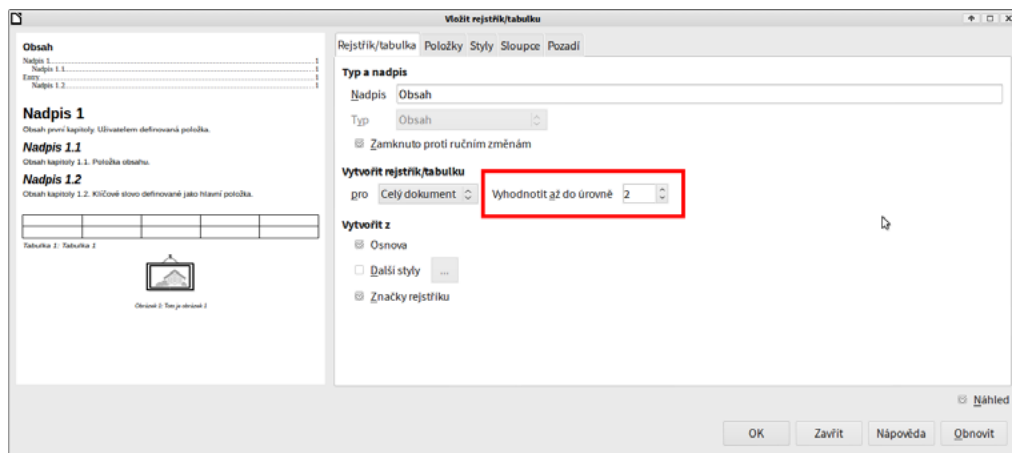 Vložit rejstřík/tabulku
Obsah
Nadpis 1 1
Nadpis 1.1 1
Entry 1
Nadpis 1.2 1
Nadpis 1
Obsah první kapitoly. Uživatelem definovaná položka.
Nadpis 1.1
Obsah kapitoly 1.1. Položka obsahu.
Nadpis 1.2
Obsah kapitoly 1.2. Klíčové slovo definované jako hlavní položka.
Tabulka 1: Tabulka 1
Obrázek 1: Toto je obrázek 1
Rejstřík/tabulka Položky Styly Sloupce Pozadí
Typ a nadpis
Nadpis Obsah
Typ Obsah
Zamknuto proti ručním změnám
Vytvořit rejstřík/tabulku
pro Celý dokument Vyhodnotit až do úrovně 2
Vytvořit z
Osnova
Další styly ...
Značky rejstříku
Náhled
OK Zavřít Nápověda Obnovit